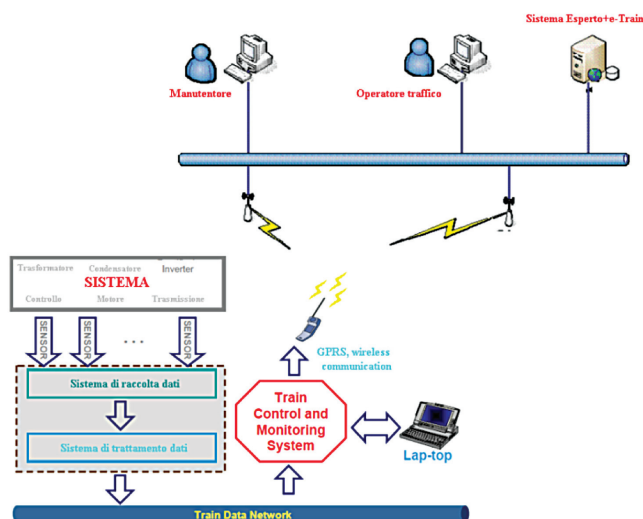 Sistema Esperto+e-Train
Manutentore
Operatore traffico
Trasformatore
Condensatore
Inverter
SISTEMA
Controllo
Motore
Trasmissione
SENSOR
SENSOR
...
SENSOR
GPRS, wireless
communication
Sistema di raccolta dati
Sistema di trattamento dati
Train
Control and
Monitoring
System
Lap-top
Train Data Network